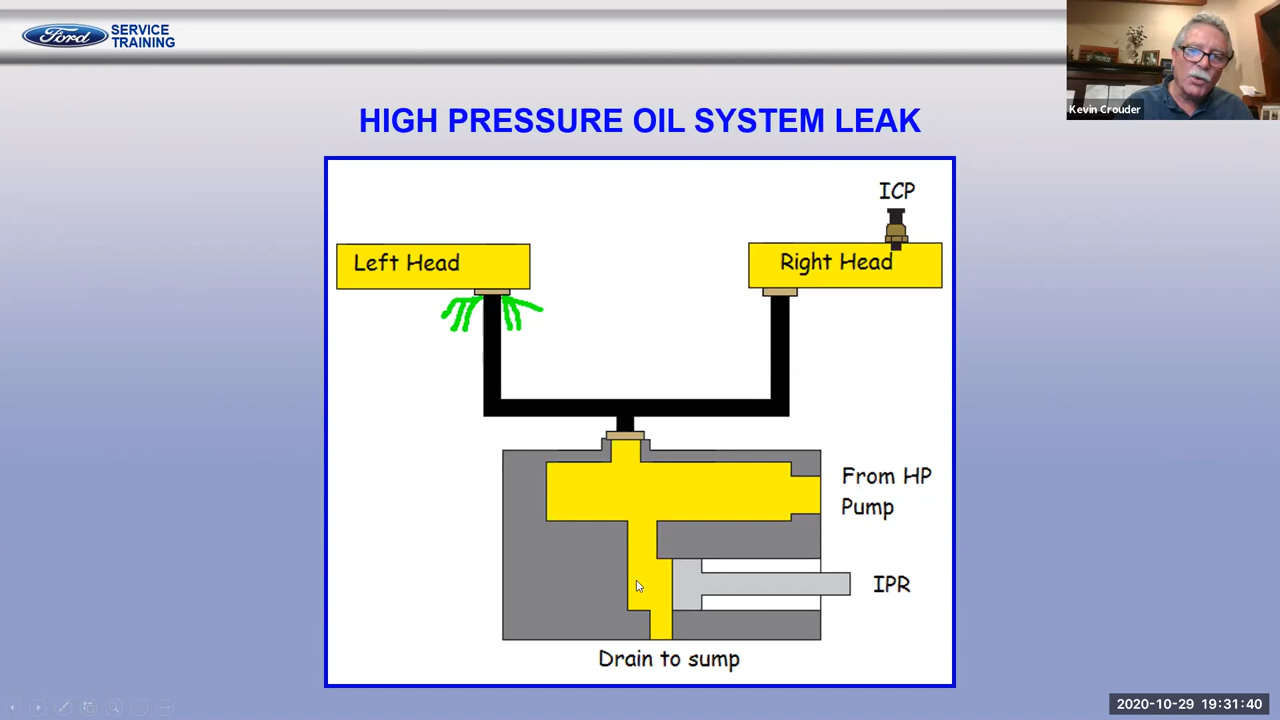 Ford
SERVICE
TRAINING
Kevin Crouder
HIGH PRESSURE OIL SYSTEM LEAK
ICP
Left Head
Right Head
From HP
Pump
IPR
Drain to sump
2020-10-29 19:31:40